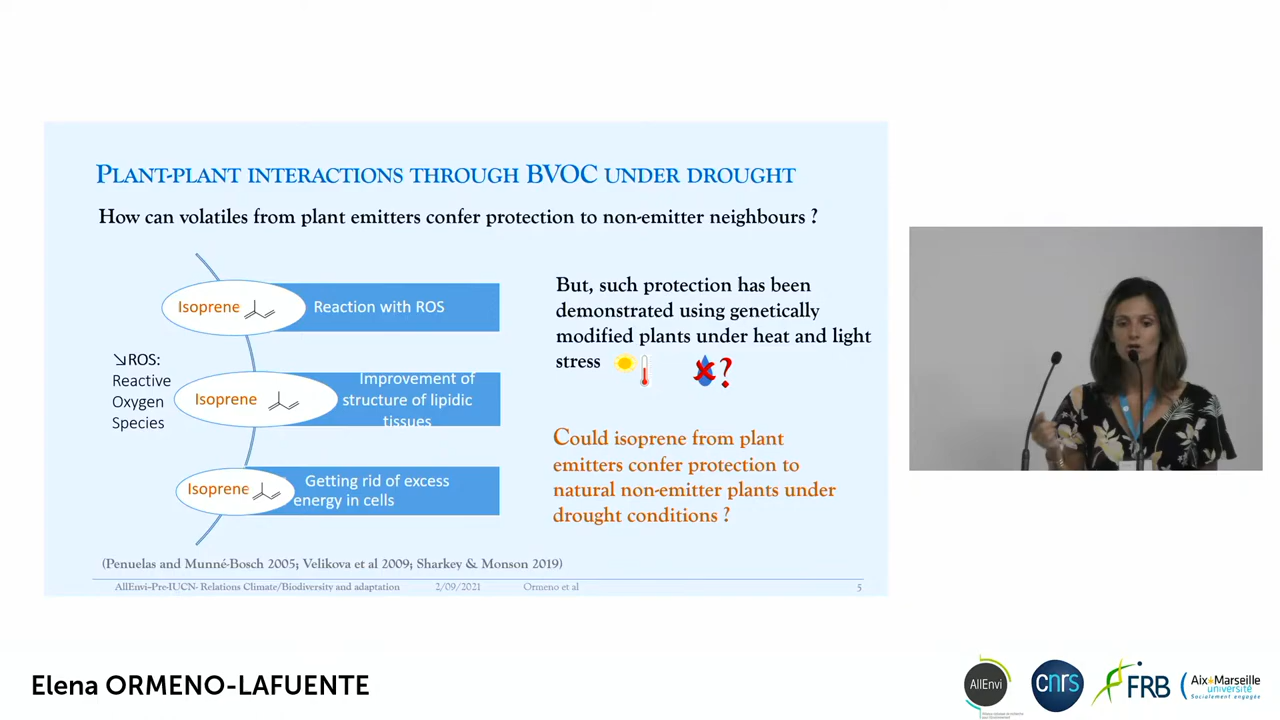 PLANT-PLANT INTERACTIONS THROUGH BVOC UNDER DROUGHT
How can volatiles from plant emitters confer protection to non-emitter neighbours ?
Isoprene
Reaction with ROS
↘ROS:
Reactive
Oxygen
Species
Isoprene
Improvement of
structure of lipidic
tissues
Isoprene
Getting rid of excess
energy in cells
But, such protection has been
demonstrated using genetically
modified plants under heat and light
stress
?
Could isoprene from plant
emitters confer protection to
natural non-emitter plants under
drought conditions ?
(Penuelas and Munné-Bosch 2005; Velikova et al 2009; Sharkey & Monson 2019)
AllEnvi-Pre-IUCN- Relations Climate/Biodiversity and adaptation 2/09/2021 Ormeno et al 5
Elena ORMENO-LAFUENTE
AllEnvi
cnrs
FRB
Aix Marseille
université
Socialement engagée